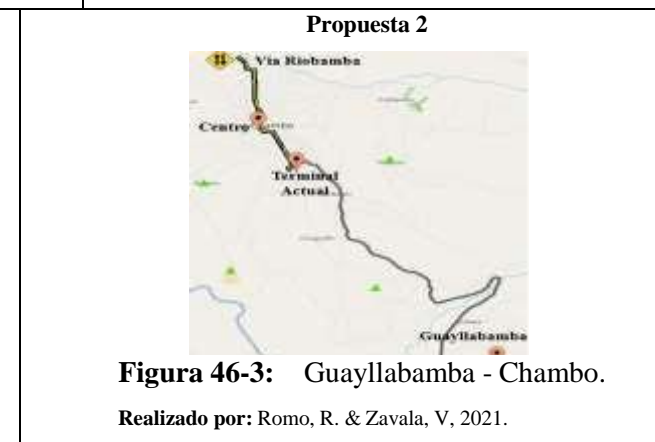 Propuesta 2
Vía Riobamba
Centro
Terminal
Actual
Guayllabamba
Figura 46-3: Guayllabamba - Chambo.
Realizado por: Romo, R. & Zavala, V, 2021.